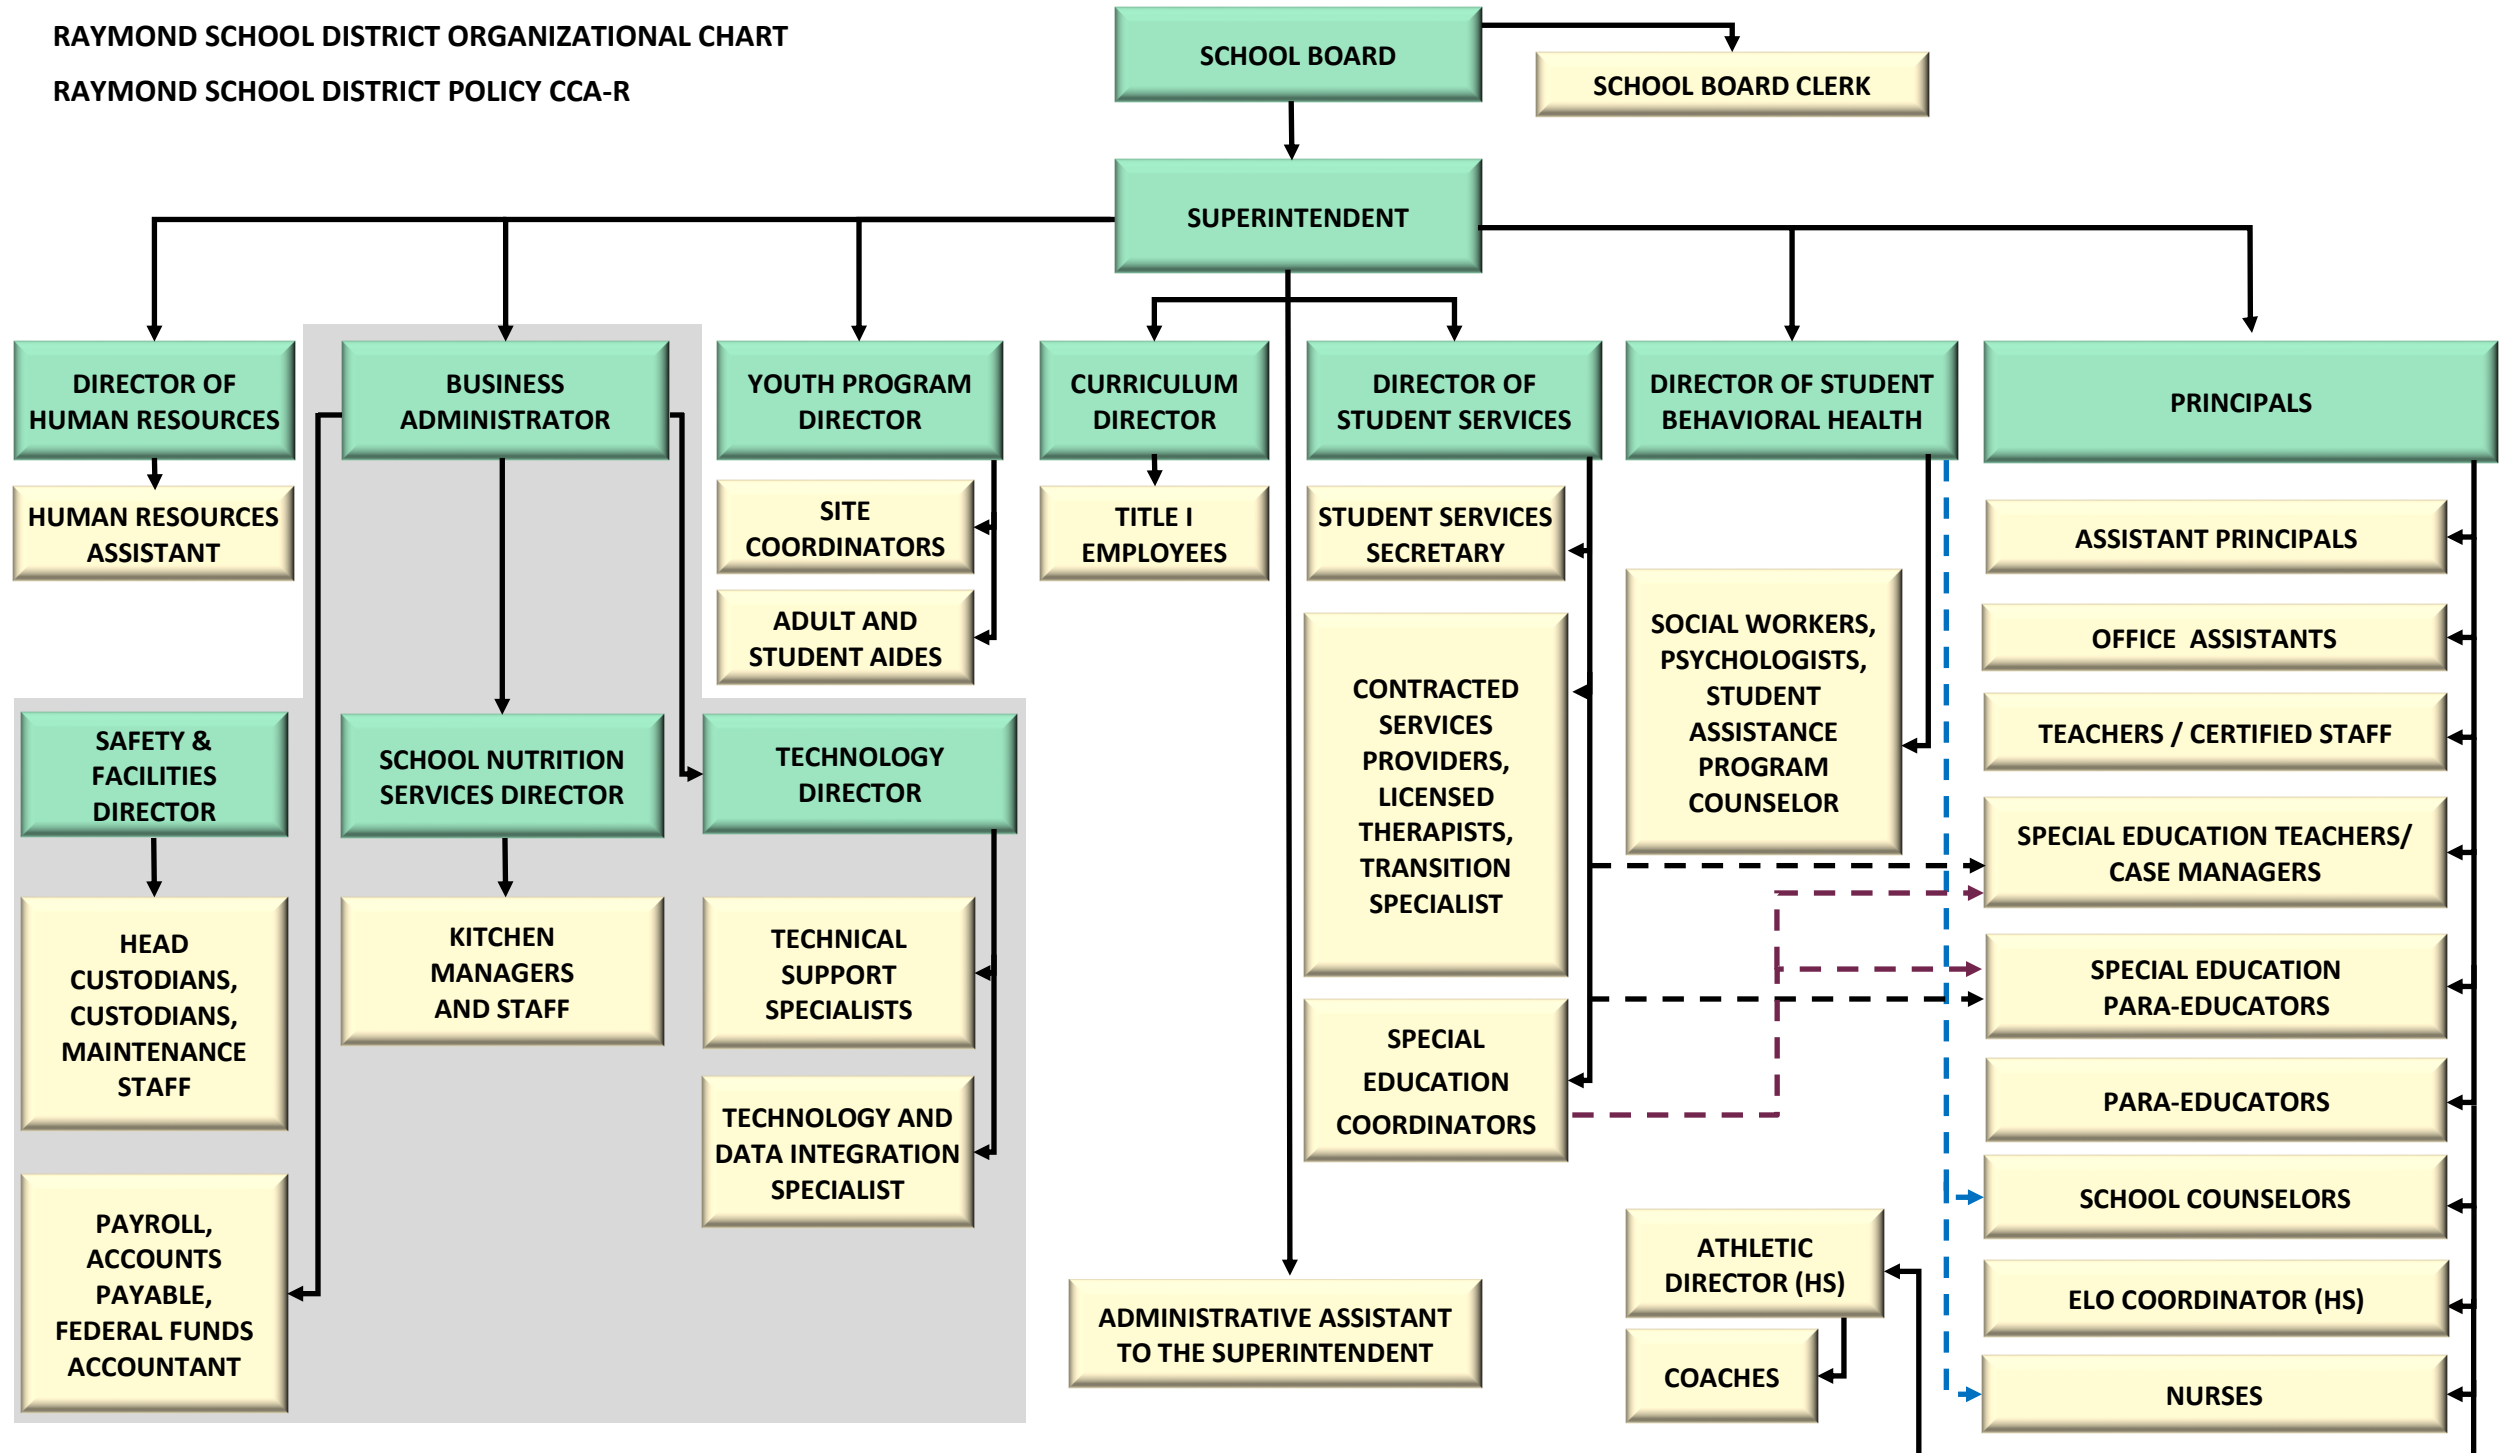 RAYMOND SCHOOL DISTRICT ORGANIZATIONAL CHART
RAYMOND SCHOOL DISTRICT POLICY CCA-R
SCHOOL BOARD
SCHOOL BOARD CLERK
SUPERINTENDENT
DIRECTOR OF
HUMAN RESOURCES
BUSINESS
ADMINISTRATOR
YOUTH PROGRAM
DIRECTOR
CURRICULUM
DIRECTOR
DIRECTOR OF
STUDENT SERVICES
DIRECTOR OF STUDENT
BEHAVIORAL HEALTH
PRINCIPALS
HUMAN RESOURCES
ASSISTANT
SITE
COORDINATORS
ADULT AND
STUDENT AIDES
TITLE I
EMPLOYEES
STUDENT SERVICES
SECRETARY
CONTRACTED
SERVICES
PROVIDERS,
LICENSED
THERAPISTS,
TRANSITION
SPECIALIST
SPECIAL
EDUCATION
COORDINATORS
SOCIAL WORKERS,
PSYCHOLOGISTS,
STUDENT
ASSISTANCE
PROGRAM
COUNSELOR
ASSISTANT PRINCIPALS
OFFICE  ASSISTANTS
TEACHERS / CERTIFIED STAFF
SPECIAL EDUCATION TEACHERS/
CASE MANAGERS
SPECIAL EDUCATION
PARA-EDUCATORS
PARA-EDUCATORS
SCHOOL COUNSELORS
ELO COORDINATOR (HS)
NURSES
SAFETY &
FACILITIES
DIRECTOR
SCHOOL NUTRITION
SERVICES DIRECTOR
TECHNOLOGY
DIRECTOR
HEAD
CUSTODIANS,
CUSTODIANS,
MAINTENANCE
STAFF
KITCHEN
MANAGERS
AND STAFF
TECHNICAL
SUPPORT
SPECIALISTS
TECHNOLOGY AND
DATA INTEGRATION
SPECIALIST
PAYROLL,
ACCOUNTS
PAYABLE,
FEDERAL FUNDS
ACCOUNTANT
ADMINISTRATIVE ASSISTANT
TO THE SUPERINTENDENT
ATHLETIC
DIRECTOR (HS)
COACHES